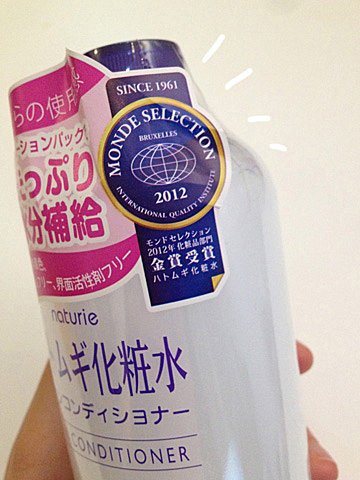 らの使用
ーションパック
たっぷり
分補給
リー、界面活性剤フリー
SINCE 1961
MONDE SELECTION
BRUXELLES
2012
INTERNATIONAL QUALITY INSTITUTE
モンドセレクション
2012年化粧品部門
金賞受賞
ハトムギ化粧水
naturie
ムギ化粧水
コンディショナー
CONDITIONER